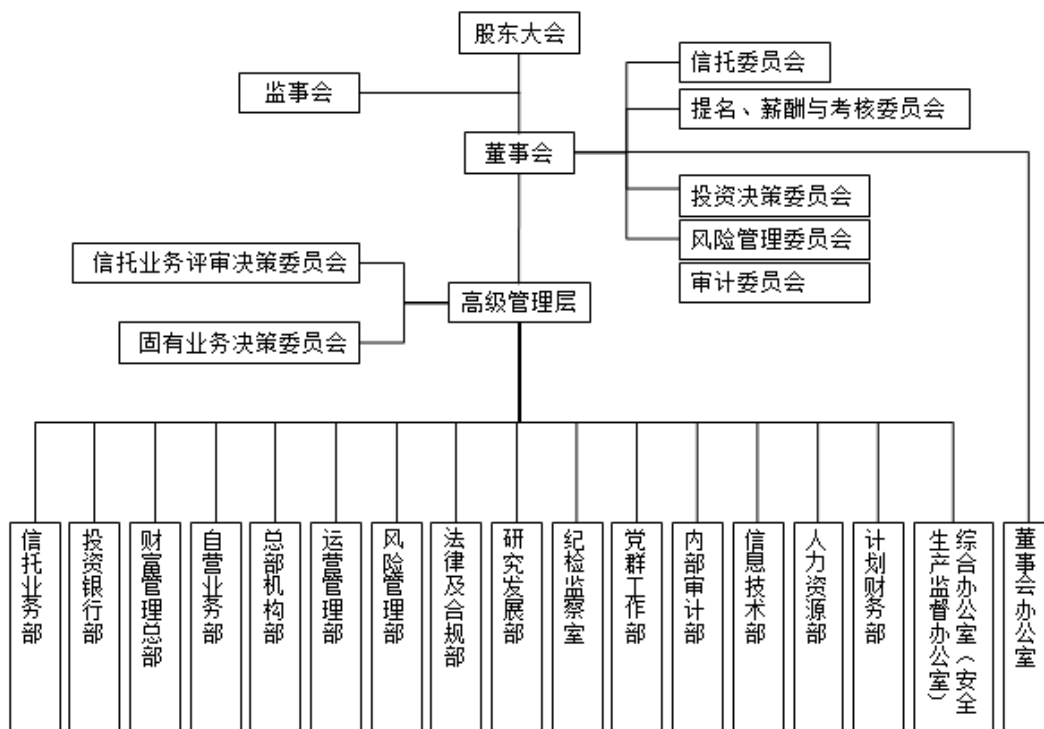 股东大会
监事会
信托委员会
提名、薪酬与考核委员会
董事会
投资决策委员会
风险管理委员会
审计委员会
信托业务评审决策委员会
高级管理层
固有业务决策委员会
信托业务部
投资银行部
财富管理总部
自营业务部
总部机构部
运营管理部
风险管理部
法律及合规部
研究发展部
纪检监察室
党群工作部
内部审计部
信息技术部
人力资源部
计划财务部
综合办公室（安全
生产监督办公室）
董事会办公室